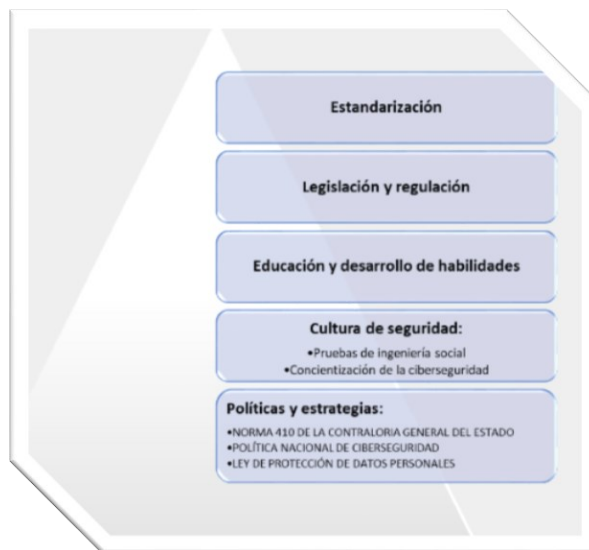 Estandarización
Legislación y regulación
Educación y desarrollo de habilidades
Cultura de seguridad:
•Pruebas de ingeniería social
•Concientización de la ciberseguridad
Políticas y estrategias:
•NORMA 410 DE LA CONTRALORIA GENERAL DEL ESTADO
•POLÍTICA NACIONAL DE CIBERSEGURIDAD
•LEY DE PROTECCIÓN DE DATOS PERSONALES